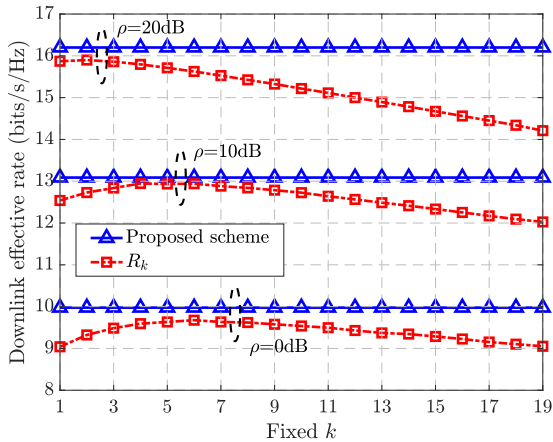 16
15
14
13
12
11
10
9
8
Downlink effective rate (bits/s/Hz)
ρ=20dB
ρ=10dB
Proposed scheme
R_k
ρ=0dB
1 3 5 7 9 11 13 15 17 19
Fixed k